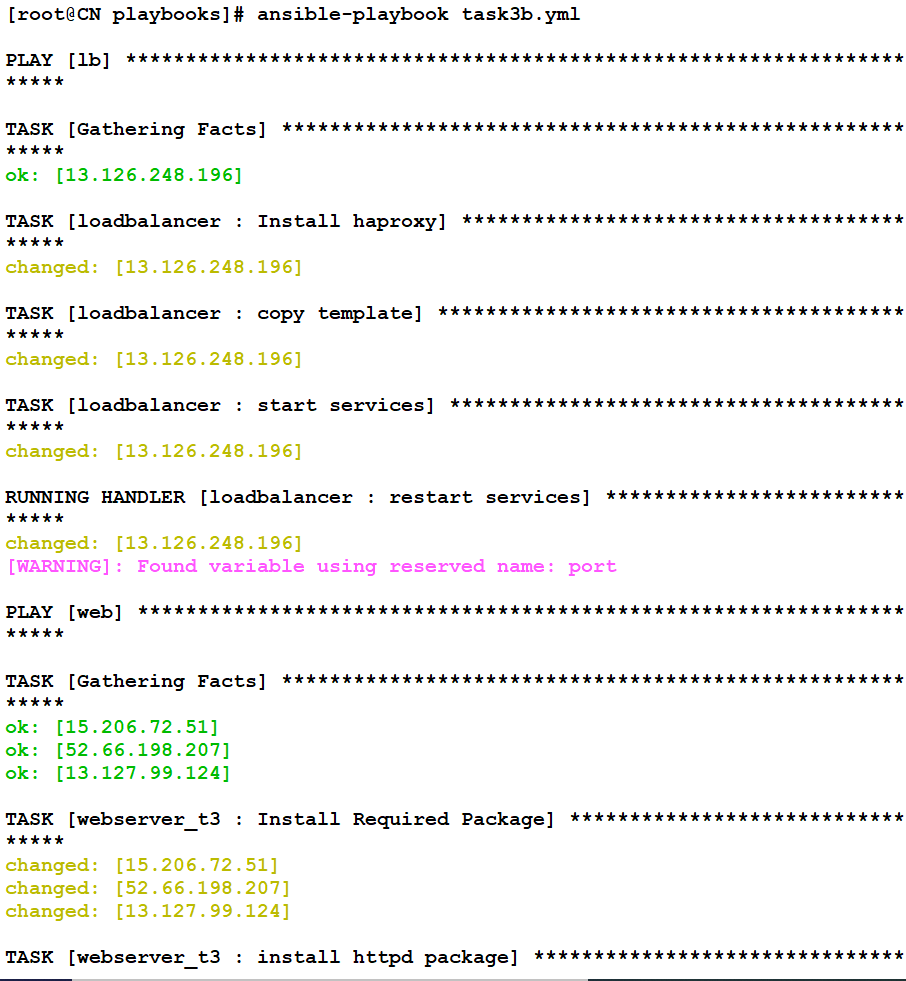 [root@CN playbooks]# ansible-playbook task3b.yml
PLAY [lb] *****************************************************************
*****
TASK [Gathering Facts] ****************************************************
*****
ok: [13.126.248.196]
TASK [loadbalancer : Install haproxy] *************************************
*****
changed: [13.126.248.196]
TASK [loadbalancer : copy template] ***************************************
*****
changed: [13.126.248.196]
TASK [loadbalancer : start services] **************************************
*****
changed: [13.126.248.196]
RUNNING HANDLER [loadbalancer : restart services] *************************
*****
changed: [13.126.248.196]
[WARNING]: Found variable using reserved name: port
PLAY [web] ****************************************************************
*****
TASK [Gathering Facts] ****************************************************
*****
ok: [15.206.72.51]
ok: [52.66.198.207]
ok: [13.127.99.124]
TASK [webserver_t3 : Install Required Package] ****************************
*****
changed: [15.206.72.51]
changed: [52.66.198.207]
changed: [13.127.99.124]
TASK [webserver_t3 : install httpd package] *******************************